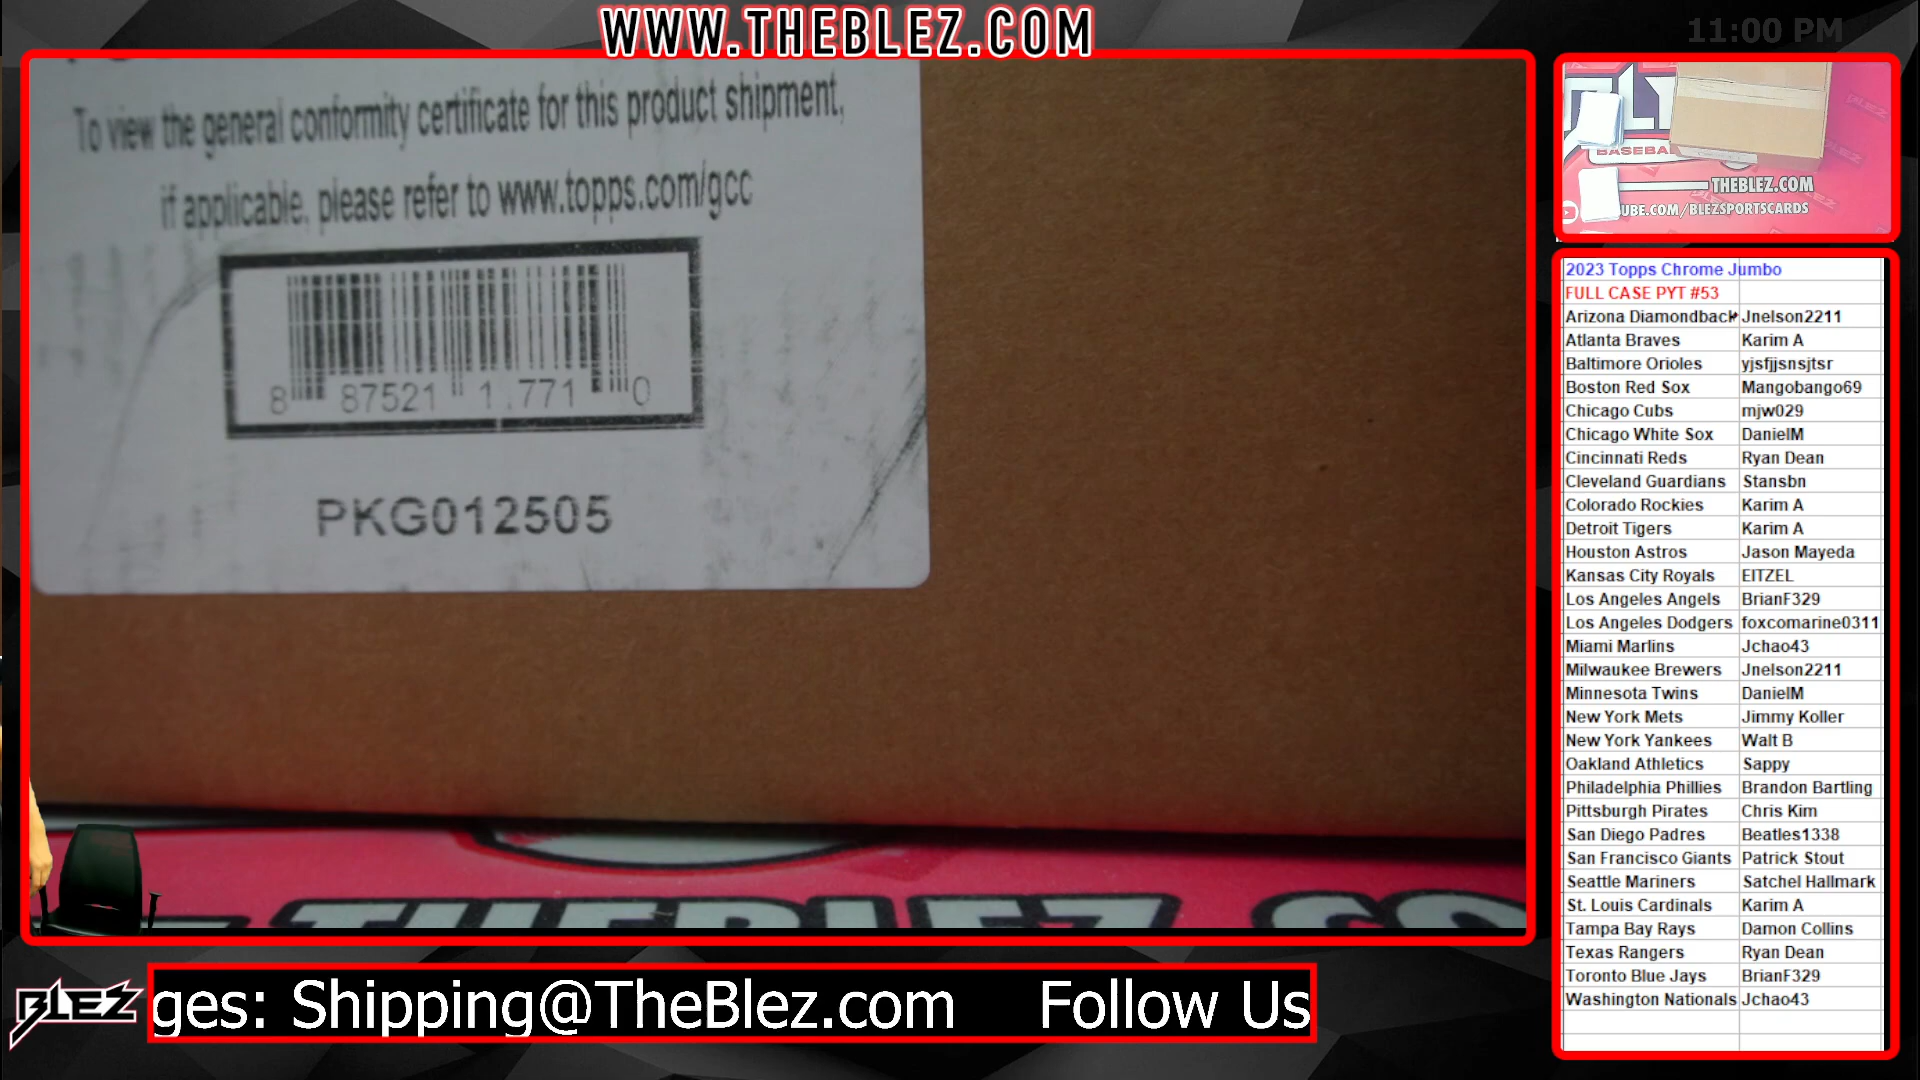 WWW.THEBLEZ.COM
11:00 PM
To view the general conformity certificate for this product shipment,
if applicable, please refer to www.topps.com/gcc
8 87521 1.771 0
PKG012505
THEBLEZ.CO
BASEBA
THEBLEZ.COM
UBE.COM/BLEZSPORTSCARDS
2023 Topps Chrome Jumbo
FULL CASE PYT #53
Arizona Diamondback Jnelson2211
Atlanta Braves Karim A
Baltimore Orioles yjsfjjsnsjtsr
Boston Red Sox Mangobango69
Chicago Cubs mjw029
Chicago White Sox DanielM
Cincinnati Reds Ryan Dean
Cleveland Guardians Stansbn
Colorado Rockies Karim A
Detroit Tigers Karim A
Houston Astros Jason Mayeda
Kansas City Royals EITZEL
Los Angeles Angels BrianF329
Los Angeles Dodgers foxcomarine0311
Miami Marlins Jchao43
Milwaukee Brewers Jnelson2211
Minnesota Twins DanielM
New York Mets Jimmy Koller
New York Yankees Walt B
Oakland Athletics Sappy
Philadelphia Phillies Brandon Bartling
Pittsburgh Pirates Chris Kim
San Diego Padres Beatles1338
San Francisco Giants Patrick Stout
Seattle Mariners Satchel Hallmark
St. Louis Cardinals Karim A
Tampa Bay Rays Damon Collins
Texas Rangers Ryan Dean
Toronto Blue Jays BrianF329
Washington Nationals Jchao43
BLEZ
ges: Shipping@TheBlez.com Follow Us